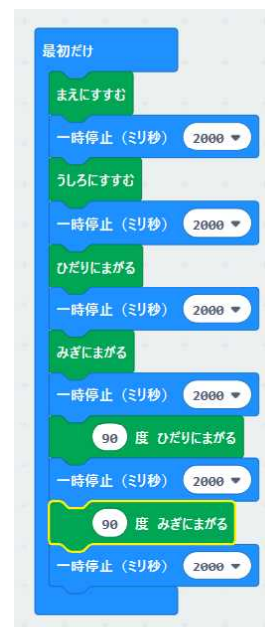 最初だけ
まえにすすむ
一時停止（ミリ秒） 2000
うしろにすすむ
一時停止（ミリ秒） 2000
ひだりにまがる
一時停止（ミリ秒） 2000
みぎにまがる
一時停止（ミリ秒） 2000
90 度 ひだりにまがる
一時停止（ミリ秒） 2000
90 度 みぎにまがる
一時停止（ミリ秒） 2000